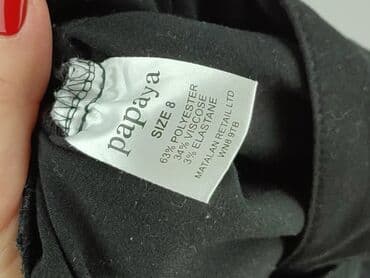 papaya
SIZE 8
63% POLYESTER
34% VISCOSE
3% ELASTANE
MATALAN RETAIL LTD
WN8 9TB